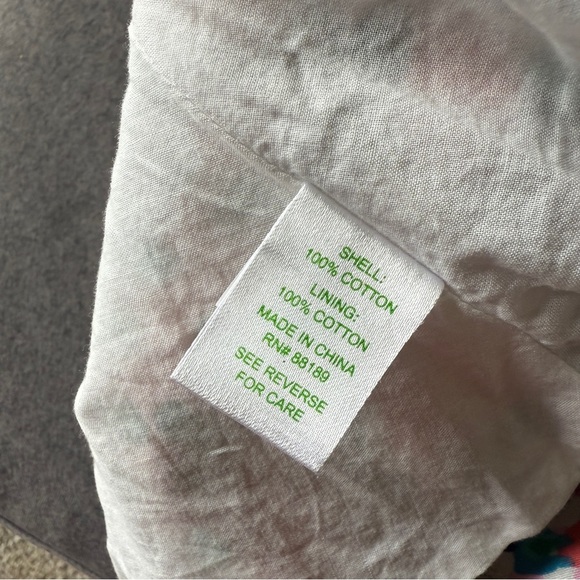 SHELL:
100% COTTON
LINING:
100% COTTON
MADE IN CHINA
RN# 88189
SEE REVERSE
FOR CARE